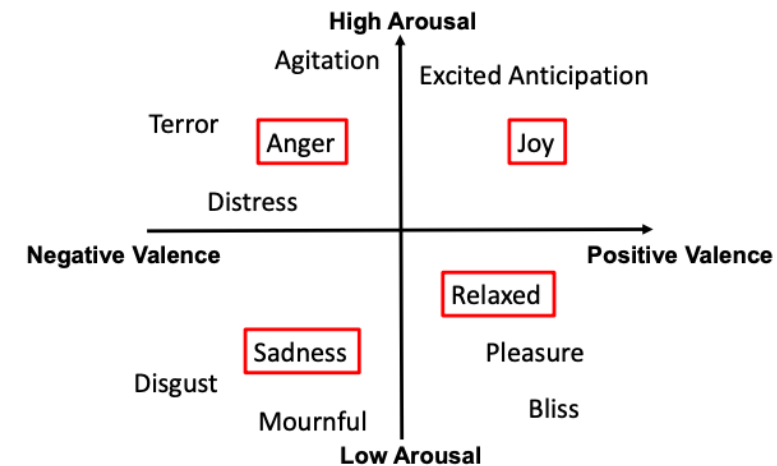 High Arousal
Agitation
Excited Anticipation
Terror
Anger
Joy
Distress
Negative Valence
Positive Valence
Relaxed
Sadness
Pleasure
Disgust
Bliss
Mournful
Low Arousal